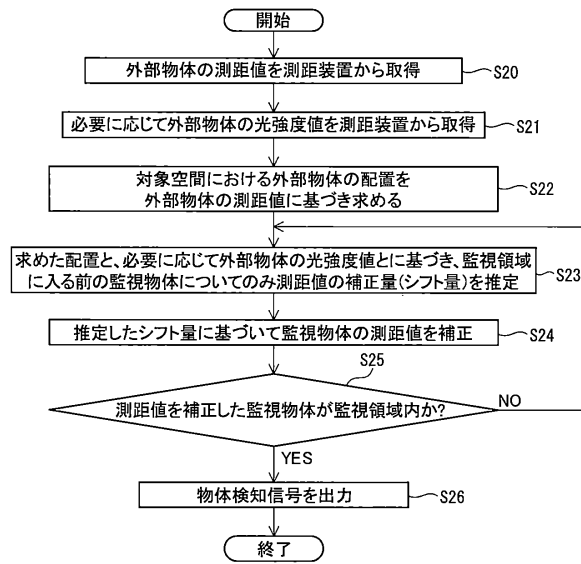 開始
外部物体の測距値を測距装置から取得
S20
必要に応じて外部物体の光強度値を測距装置から取得
S21
対象空間における外部物体の配置を
外部物体の測距値に基づき求める
S22
求めた配置と、必要に応じて外部物体の光強度値とに基づき、監視領域
に入る前の監視物体についてのみ測距値の補正量(シフト量)を推定
S23
推定したシフト量に基づいて監視物体の測距値を補正
S24
S25
測距値を補正した監視物体が監視領域内か?
NO
YES
物体検知信号を出力
S26
終了